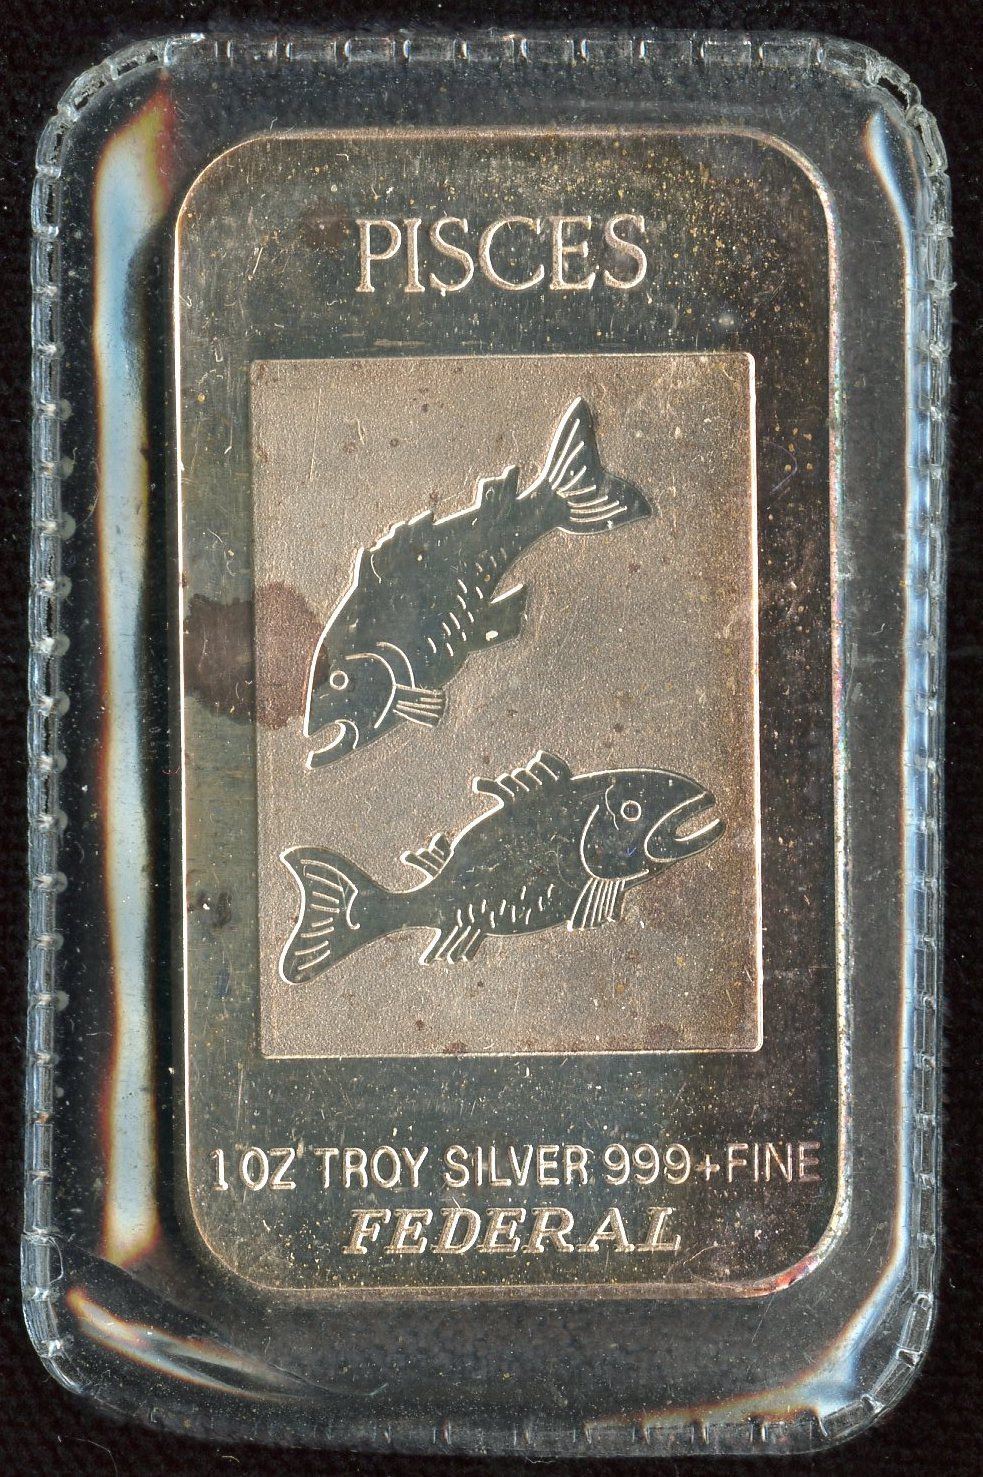 PISCES
1 OZ TROY SILVER 999+FINE
FEDERAL